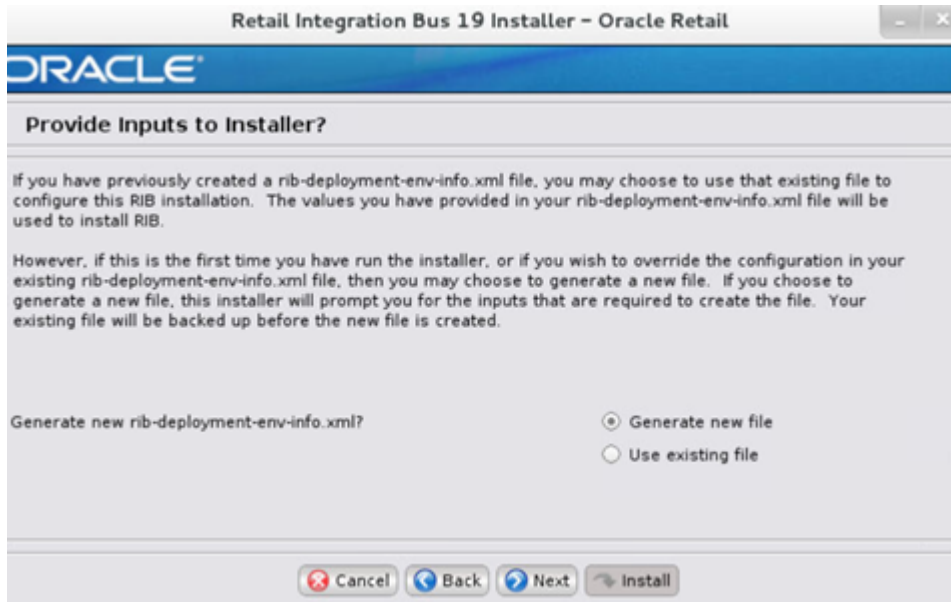 Retail Integration Bus 19 Installer – Oracle Retail
ORACLE
Provide Inputs to Installer?
If you have previously created a rib-deployment-env-info.xml file, you may choose to use that existing file to
configure this RIB installation. The values you have provided in your rib-deployment-env-info.xml file will be
used to install RIB.
However, if this is the first time you have run the installer, or if you wish to override the configuration in your
existing rib-deployment-env-info.xml file, then you may choose to generate a new file. If you choose to
generate a new file, this installer will prompt you for the inputs that are required to create the file. Your
existing file will be backed up before the new file is created.
Generate new rib-deployment-env-info.xml?
Generate new file
Use existing file
Cancel Back Next Install